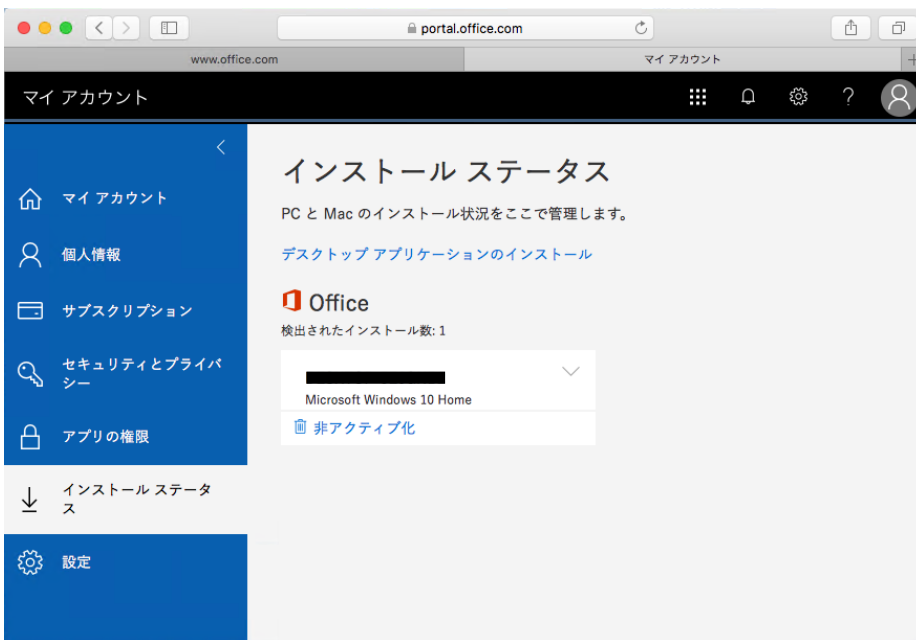 portal.office.com
www.office.com
マイ アカウント
マイ アカウント
マイ アカウント
個人情報
サブスクリプション
セキュリティとプライバ
シー
アプリの権限
インストール ステータ
ス
設定
インストール ステータス
PC と Mac のインストール状況をここで管理します。
デスクトップ アプリケーションのインストール
Office
検出されたインストール数: 1
Microsoft Windows 10 Home
非アクティブ化